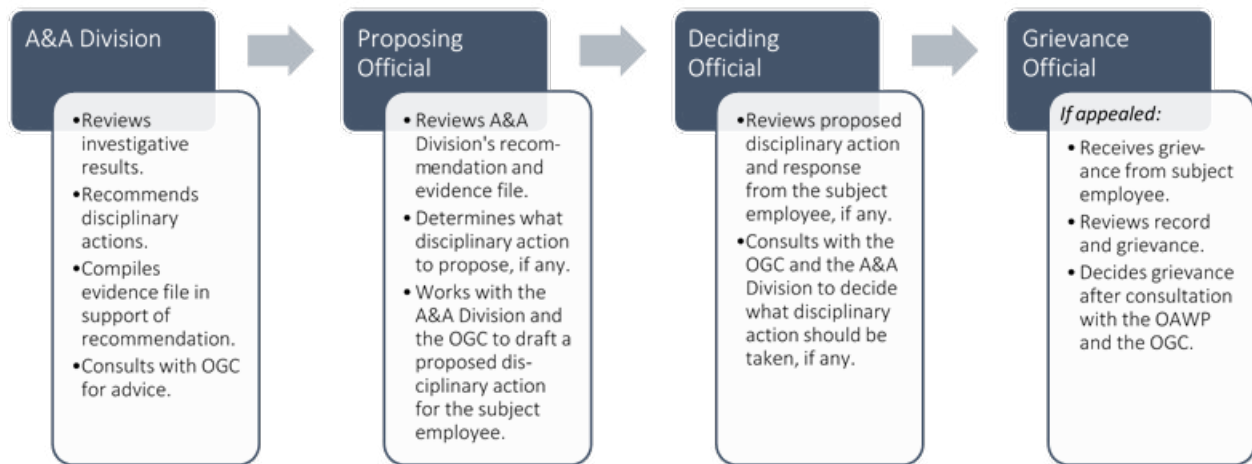 A&A Division
• Reviews
investigative
results.
• Recommends
disciplinary
actions.
• Compiles
evidence file in
support of
recommendation.
• Consults with OGC
for advice.
Proposing
Official
• Reviews A&A
Division's recom-
mendation and
evidence file.
• Determines what
disciplinary action
to propose, if any.
• Works with the
A&A Division and
the OGC to draft a
proposed dis-
ciplinary action
for the subject
employee.
Deciding
Official
• Reviews proposed
disciplinary action
and response
from the subject
employee, if any.
• Consults with the
OGC and the A&A
Division to decide
what disciplinary
action should be
taken, if any.
Grievance
Official
If appealed:
• Receives griev-
ance from subject
employee.
• Reviews record
and grievance.
• Decides grievance
after consultation
with the OAWP
and the OGC.